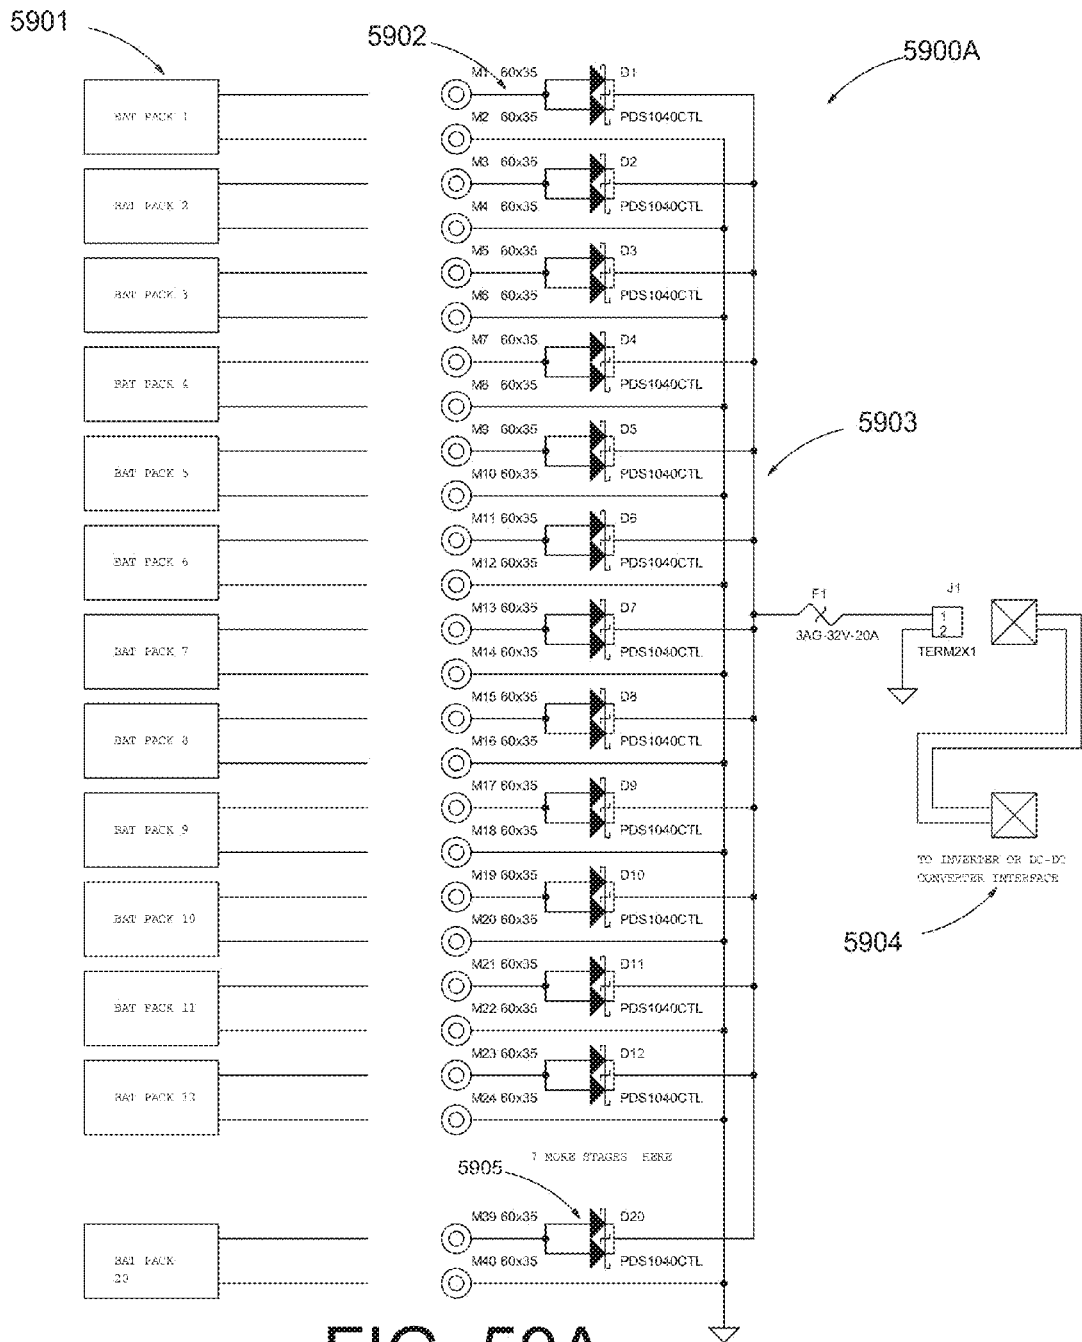 5901
5902
5900A
BAT PACK 1
M1 60x35
D1
M2 60x35
PDS1040CTL
BAT PACK 2
M3 60x35
D2
M4 60x35
PDS1040CTL
BAT PACK 3
M5 60x35
D3
M6 60x35
PDS1040CTL
BAT PACK 4
M7 60x35
D4
M8 60x35
PDS1040CTL
5903
BAT PACK 5
M9 60x35
D5
M10 60x35
PDS1040CTL
BAT PACK 6
M11 60x35
D6
M12 60x35
PDS1040CTL
F1
3AG-32V-20A
J1
1
2
TERM2X1
BAT PACK 7
M13 60x35
D7
M14 60x35
PDS1040CTL
BAT PACK 8
M15 60x35
D8
M16 60x35
PDS1040CTL
BAT PACK 9
M17 60x35
D9
M18 60x35
PDS1040CTL
TO INVERTER OR DC-DC
CONVERTER INTERFACE
5904
BAT PACK 10
M19 60x35
D10
M20 60x35
PDS1040CTL
BAT PACK 11
M21 60x35
D11
M22 60x35
PDS1040CTL
BAT PACK 12
M23 60x35
D12
M24 60x35
PDS1040CTL
7 MORE STAGES HERE
5905
BAT PACK
20
M39 60x35
D20
M40 60x35
PDS1040CTL
FIG. 59A